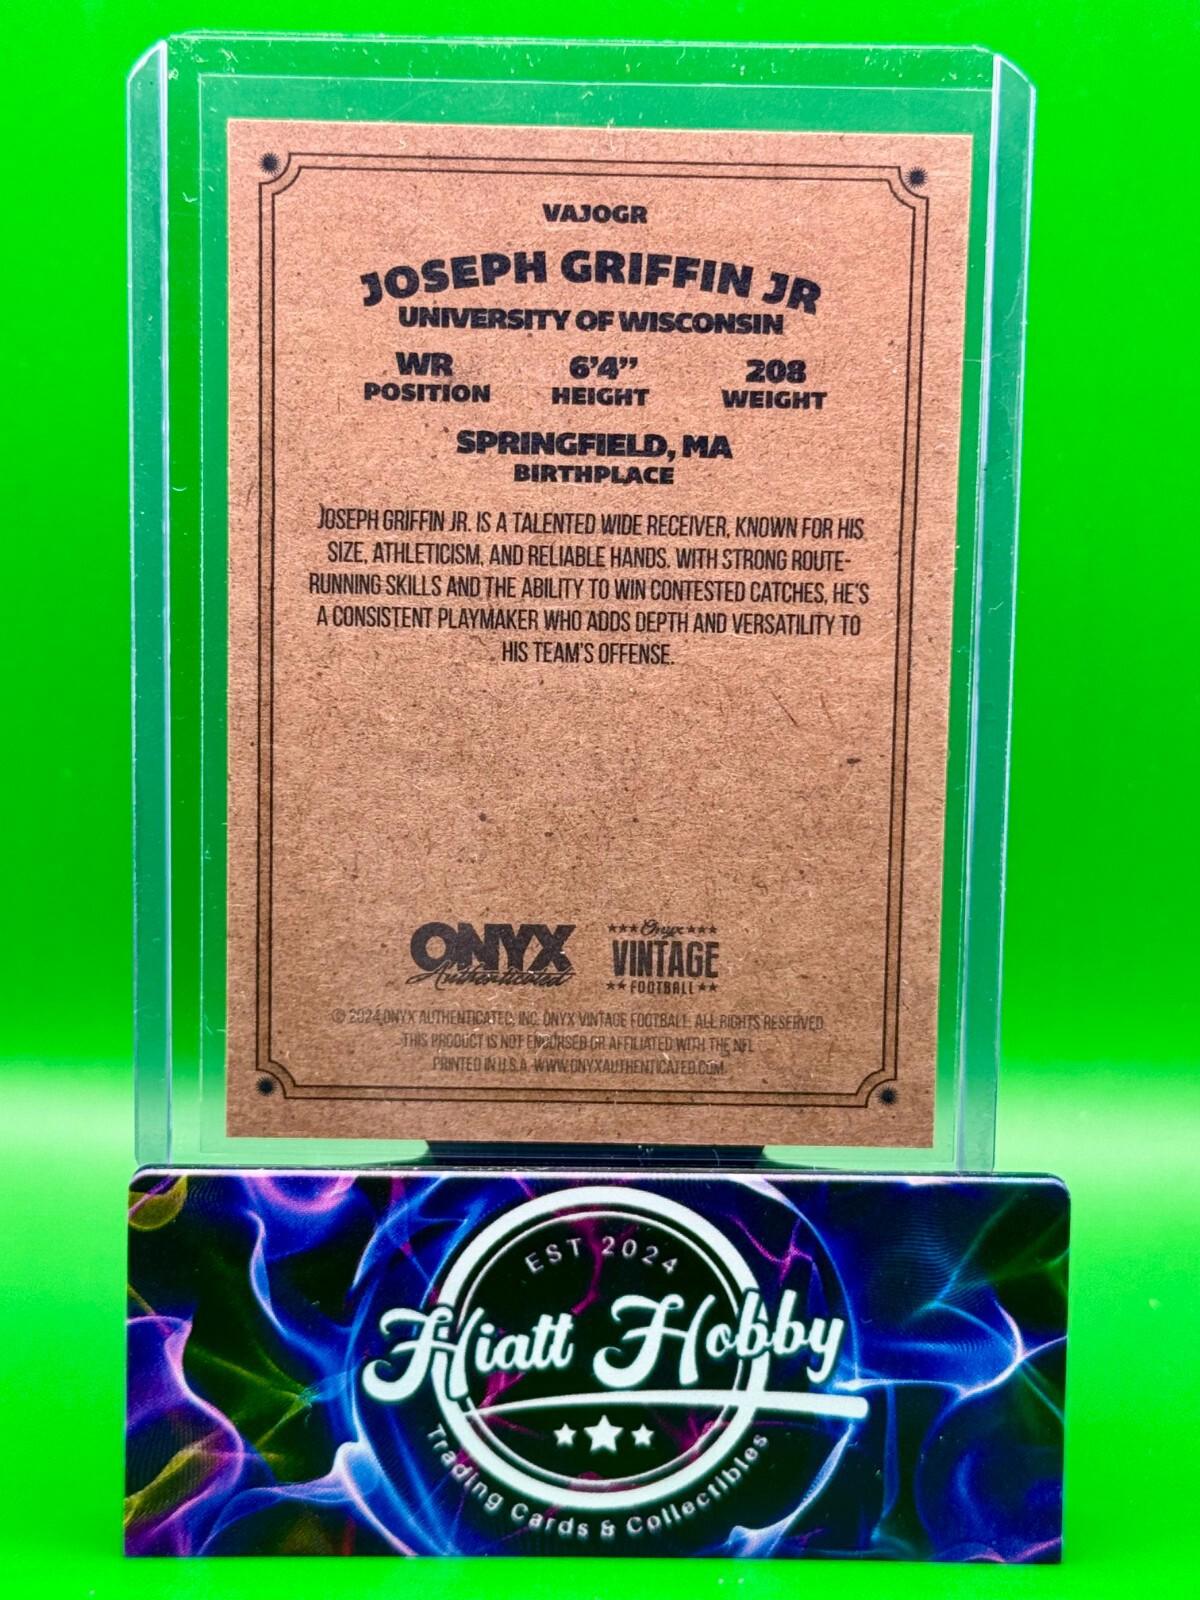 VAJOGR
JOSEPH GRIFFIN JR
UNIVERSITY OF WISCONSIN
WR 6'4” 208
POSITION HEIGHT WEIGHT
SPRINGFIELD, MA
BIRTHPLACE
JOSEPH GRIFFIN JR. IS A TALENTED WIDE RECEIVER, KNOWN FOR HIS
SIZE, ATHLETICISM, AND RELIABLE HANDS. WITH STRONG ROUTE-
RUNNING SKILLS AND THE ABILITY TO WIN CONTESTED CATCHES, HE'S
A CONSISTENT PLAYMAKER WHO ADDS DEPTH AND VERSATILITY TO
HIS TEAM'S OFFENSE.
ONYX
Authenticated
Onyx
VINTAGE
FOOTBALL
© 2024 ONYX AUTHENTICATED, INC. ONYX VINTAGE FOOTBALL. ALL RIGHTS RESERVED.
THIS PRODUCT IS NOT ENDORSED OR AFFILIATED WITH THE NFL
PRINTED IN U.S.A. WWW.ONYXAUTHENTICATED.COM.
EST 2024
Hiatt Hobby
Trading Cards & Collectibles